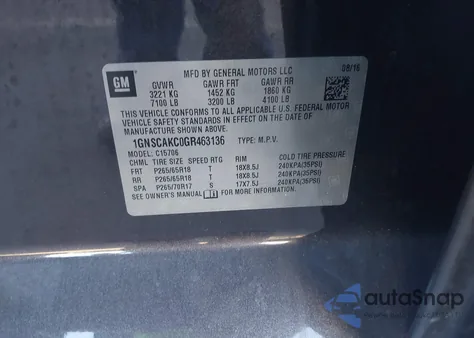 GM
MFD BY GENERAL MOTORS LLC
08/16
GVWR GAWR FRT GAWR RR
3221 KG 1452 KG 1860 KG
7100 LB 3200 LB 4100 LB
THIS VEHICLE CONFORMS TO ALL APPLICABLE U.S. FEDERAL MOTOR
VEHICLE SAFETY AND THEFT PREVENTION STANDARDS IN EFFECT ON THE DATE OF
MANUFACTURE SHOWN ABOVE.
1GNSCAKC0GR463136 TYPE: M.P.V.
MODEL: C15706
CHML TIRE SIZE SPEED RTG RIM COLD TIRE PRESSURE
FRT P265/65R18 T 18X8.5J 240KPA(35PSI)
RR P265/65R18 T 18X8.5J 240KPA(35PSI)
SPA P265/70R17 S 17X7.5J 240KPA(35PSI)
SEE OWNER'S MANUAL FOR MORE INFORMATION.
autoSnap